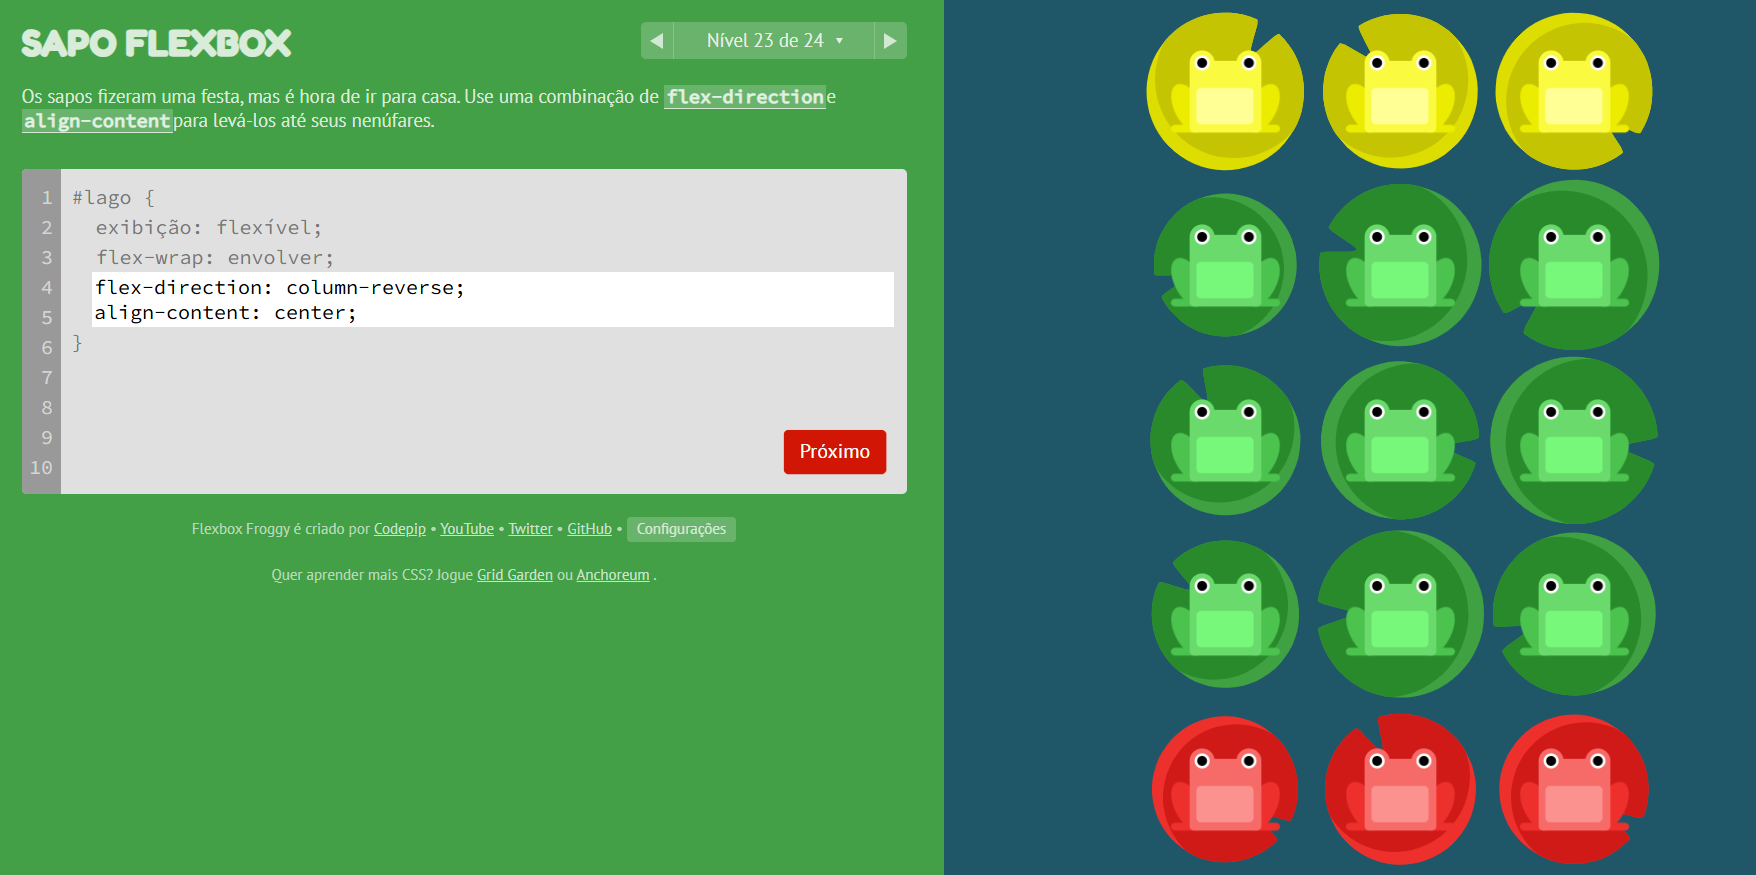 SAPO FLEXBOX
Nível 23 de 24
Os sapos fizeram uma festa, mas é hora de ir para casa. Use uma combinação de flex-direction e
align-content para levá-los até seus nenúfares.
1 #lago {
2 exibição: flexível;
3 flex-wrap: envolver;
4 flex-direction: column-reverse;
5 align-content: center;
6 }
7
8
9
10
Próximo
Flexbox Froggy é criado por Codepip • YouTube • Twitter • GitHub • Configurações
Quer aprender mais CSS? Jogue Grid Garden ou Anchoreum .